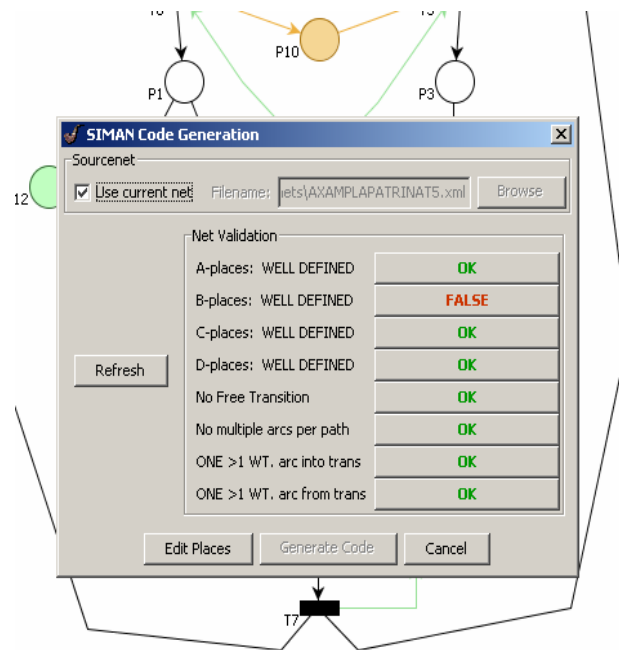 P10
P1
P3
SIMAN Code Generation
Sourcenet
Use current net Filename: ets\AXAMPLAPATRINAT5.xml Browse
12
Net Validation
A-places: WELL DEFINED OK
B-places: WELL DEFINED FALSE
C-places: WELL DEFINED OK
D-places: WELL DEFINED OK
Refresh
No Free Transition OK
No multiple arcs per path OK
ONE >1 WT. arc into trans OK
ONE >1 WT. arc from trans OK
Edit Places Generate Code Cancel
T7